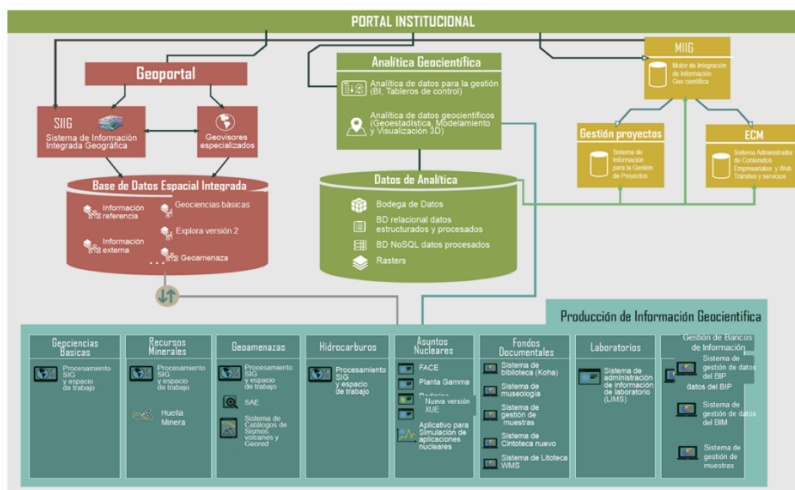 PORTAL INSTITUCIONAL
Geoportal
SIIG
Sistema de Información
Integrada Geográfica
Geovisores
especializados
Base de Datos Espacial Integrada
Información
referencia
Geociencias básicas
Explora versión 2
Información
externa
Geoamenaza
...
Analítica Geocientífica
Analítica de datos para la gestión
(BI, Tableros de control)
Analítica de datos geocientíficos
(Geoestadística, Modelamiento
y Visualización 3D)
Datos de Analítica
Bodega de Datos
BD relacional datos
estructurados y procesados
BD NoSQL datos procesados
Rasters
MIIG
Motor de Integración
de Información
Geo científica
Gestión proyectos
Sistema de
Información
para la Gestión
de Proyectos
ECM
Sistema Administrador
de Contenidos
Empresariales y Web
Trámites y servicios
Producción de Información Geocientífica
Geociencias
Basicas
Procesamiento
SIG
y espacio
de trabajo
Recursos
Minerales
Procesamiento
SIG
y espacio
de trabajo
Huella
Minera
Geoamenazas
Procesamiento
SIG
y espacio
de trabajo
SAE
Sistema de
Catálogos de
Sismos,
volcanes y
Geored
Hidrocarburos
Procesamiento
SIG
y espacio
de trabajo
Asuntos
Nucleares
FACE
Planta Gamma
Nueva versión
XUE
Aplicativo para
Simulación de
aplicaciones
nucleares
Fondos
Documentales
Sistema de
biblioteca (Koha)
Sistema de
museología
Sistema de
gestión de
muestras
Sistema de
Cintoteca nuevo
Sistema de Litoteca
WMS
Laboratorios
Sistema de
administración
de información
de laboratorio
(LIMS)
Gestión de Bancos
de Información
Sistema de
gestión de datos
del BIP
datos del BIP
Sistema de
gestión de datos
del BIM
Sistema de
gestión de
muestras